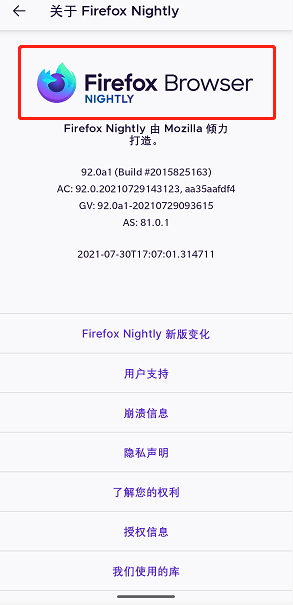 关于 Firefox Nightly
Firefox Browser
NIGHTLY
Firefox Nightly 由 Mozilla 倾力
打造。
92.0a1 (Build #2015825163)
AC: 92.0.20210729143123, aa35aafdf4
GV: 92.0a1-20210729093615
AS: 81.0.1
2021-07-30T17:07:01.314711
Firefox Nightly 新版变化
用户支持
崩溃信息
隐私声明
了解您的权利
授权信息
我们使用的库